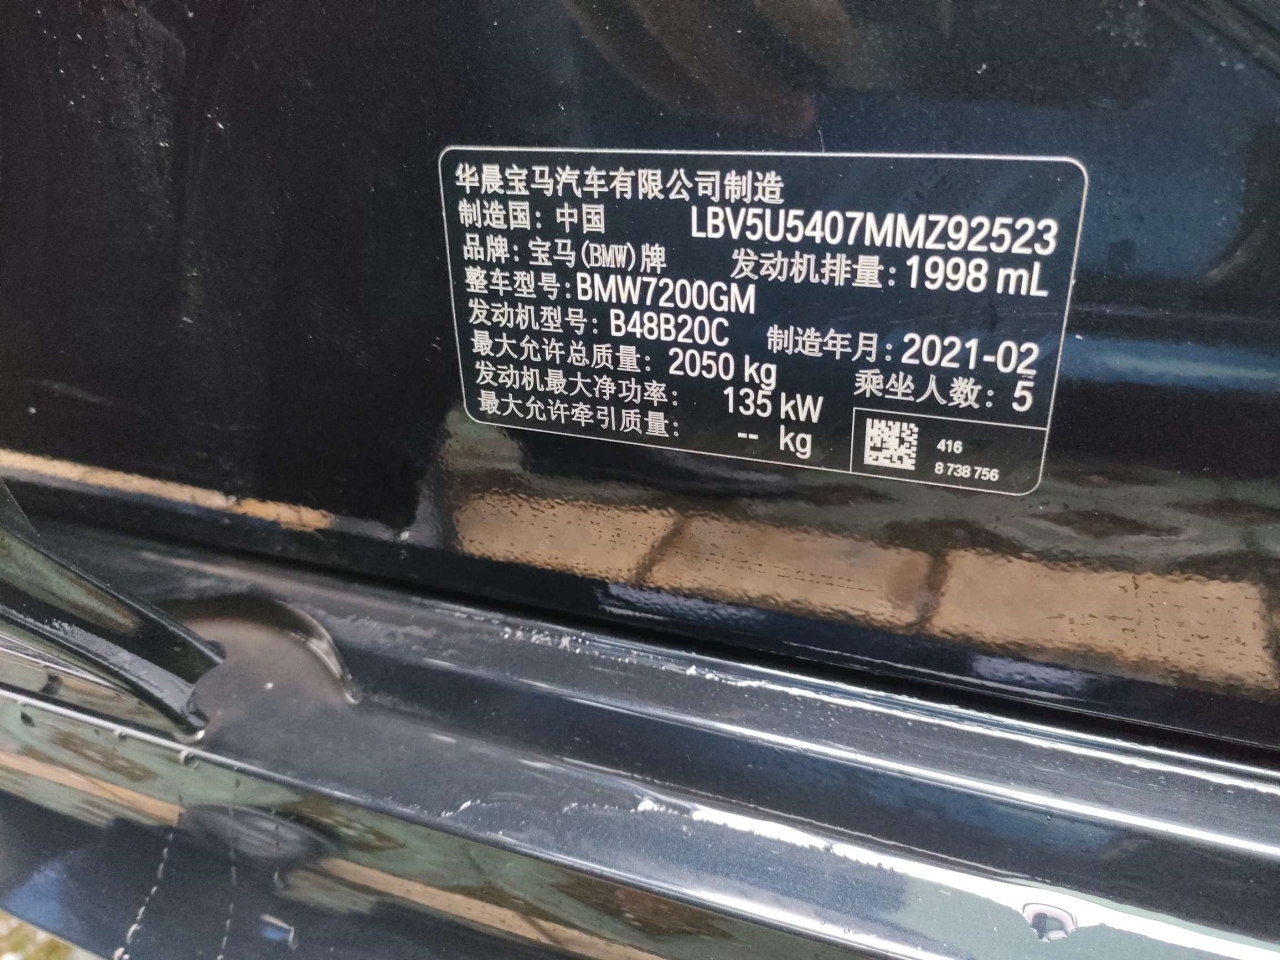 华晨宝马汽车有限公司制造
制造国：中国 LBV5U5407MMZ92523
品牌：宝马(BMW)牌 发动机排量：1998 mL
整车型号：BMW7200GM
发动机型号：B48B20C 制造年月：2021-02
最大允许总质量：2050 kg 乘坐人数：5
发动机最大净功率：135 kW
最大允许牵引质量：-- kg
416
8 738 756